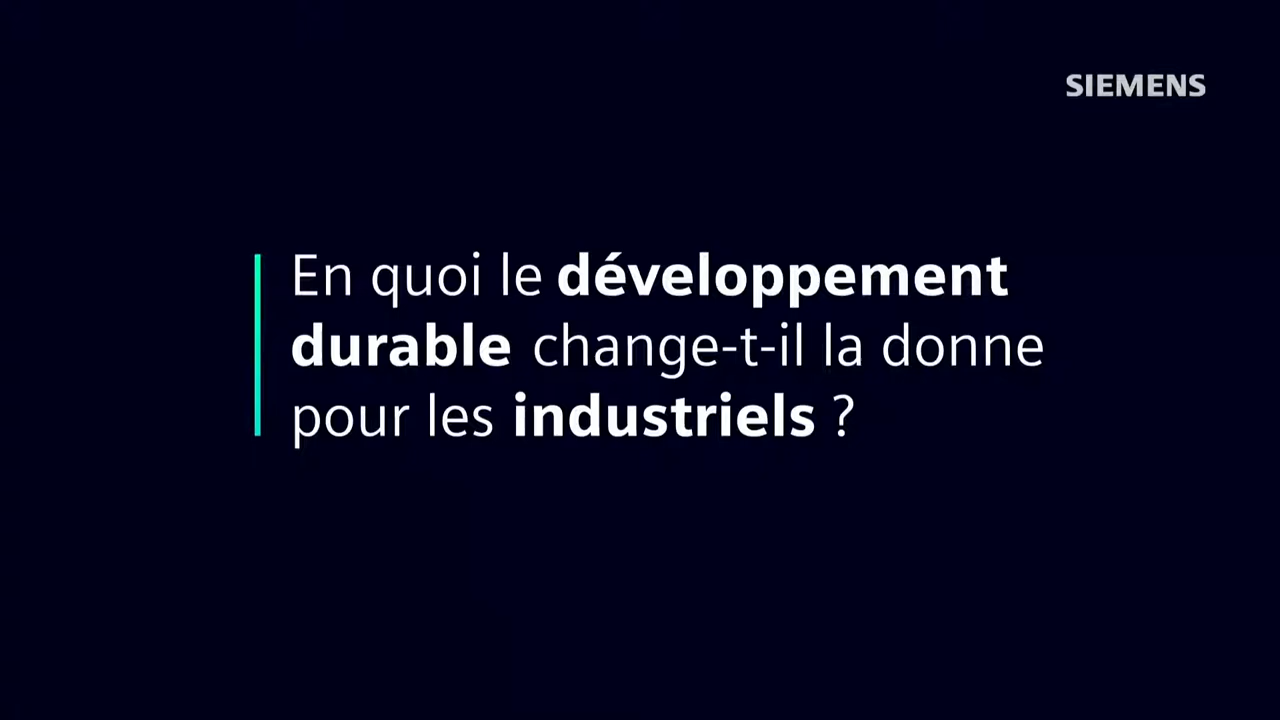 SIEMENS
En quoi le développement
durable change-t-il la donne
pour les industriels ?